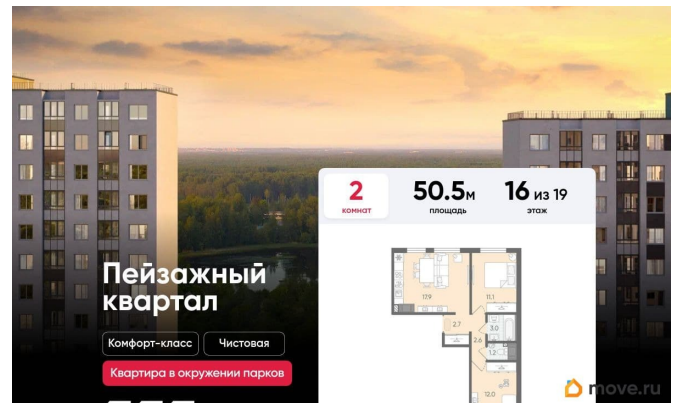 2
комнат
50.5м
площадь
16 из 19
этаж
Пейзажный
квартал
Комфорт-класс
Чистовая
Квартира в окружении парков
17.9
11.1
2.7
3.0
2.6
1.2
12.0
move.ru